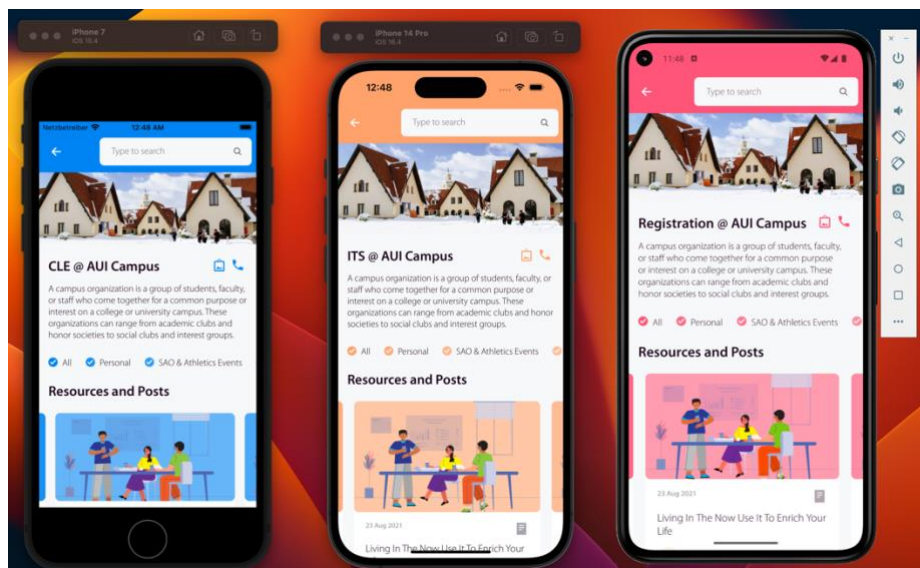 iPhone 7
iOS 15.4
Netzbetreiber
12:48 AM
Type to search
CLE @ AUI Campus
A campus organization is a group of students, faculty,
or staff who come together for a common purpose or
interest on a college or university campus. These
organizations can range from academic clubs and
honor societies to social clubs and interest groups.
All
Personal
SAO & Athletics Events
Resources and Posts
iPhone 14 Pro
iOS 16.4
12:48
Type to search
ITS @ AUI Campus
A campus organization is a group of students, faculty, or
staff who come together for a common purpose or
interest on a college or university campus. These
organizations can range from academic clubs and honor
societies to social clubs and interest groups.
All
Personal
SAO & Athletics Events
Resources and Posts
23 Aug 2021
Living In The Now Use It To Enrich Your
11:48
Type to search
Registration @ AUI Campus
A campus organization is a group of students, faculty,
or staff who come together for a common purpose
or interest on a college or university campus. These
organizations can range from academic clubs and
honor societies to social clubs and interest groups.
All
Personal
SAO & Athletics Events
Resources and Posts
23 Aug 2021
Living In The Now Use It To Enrich Your
Life